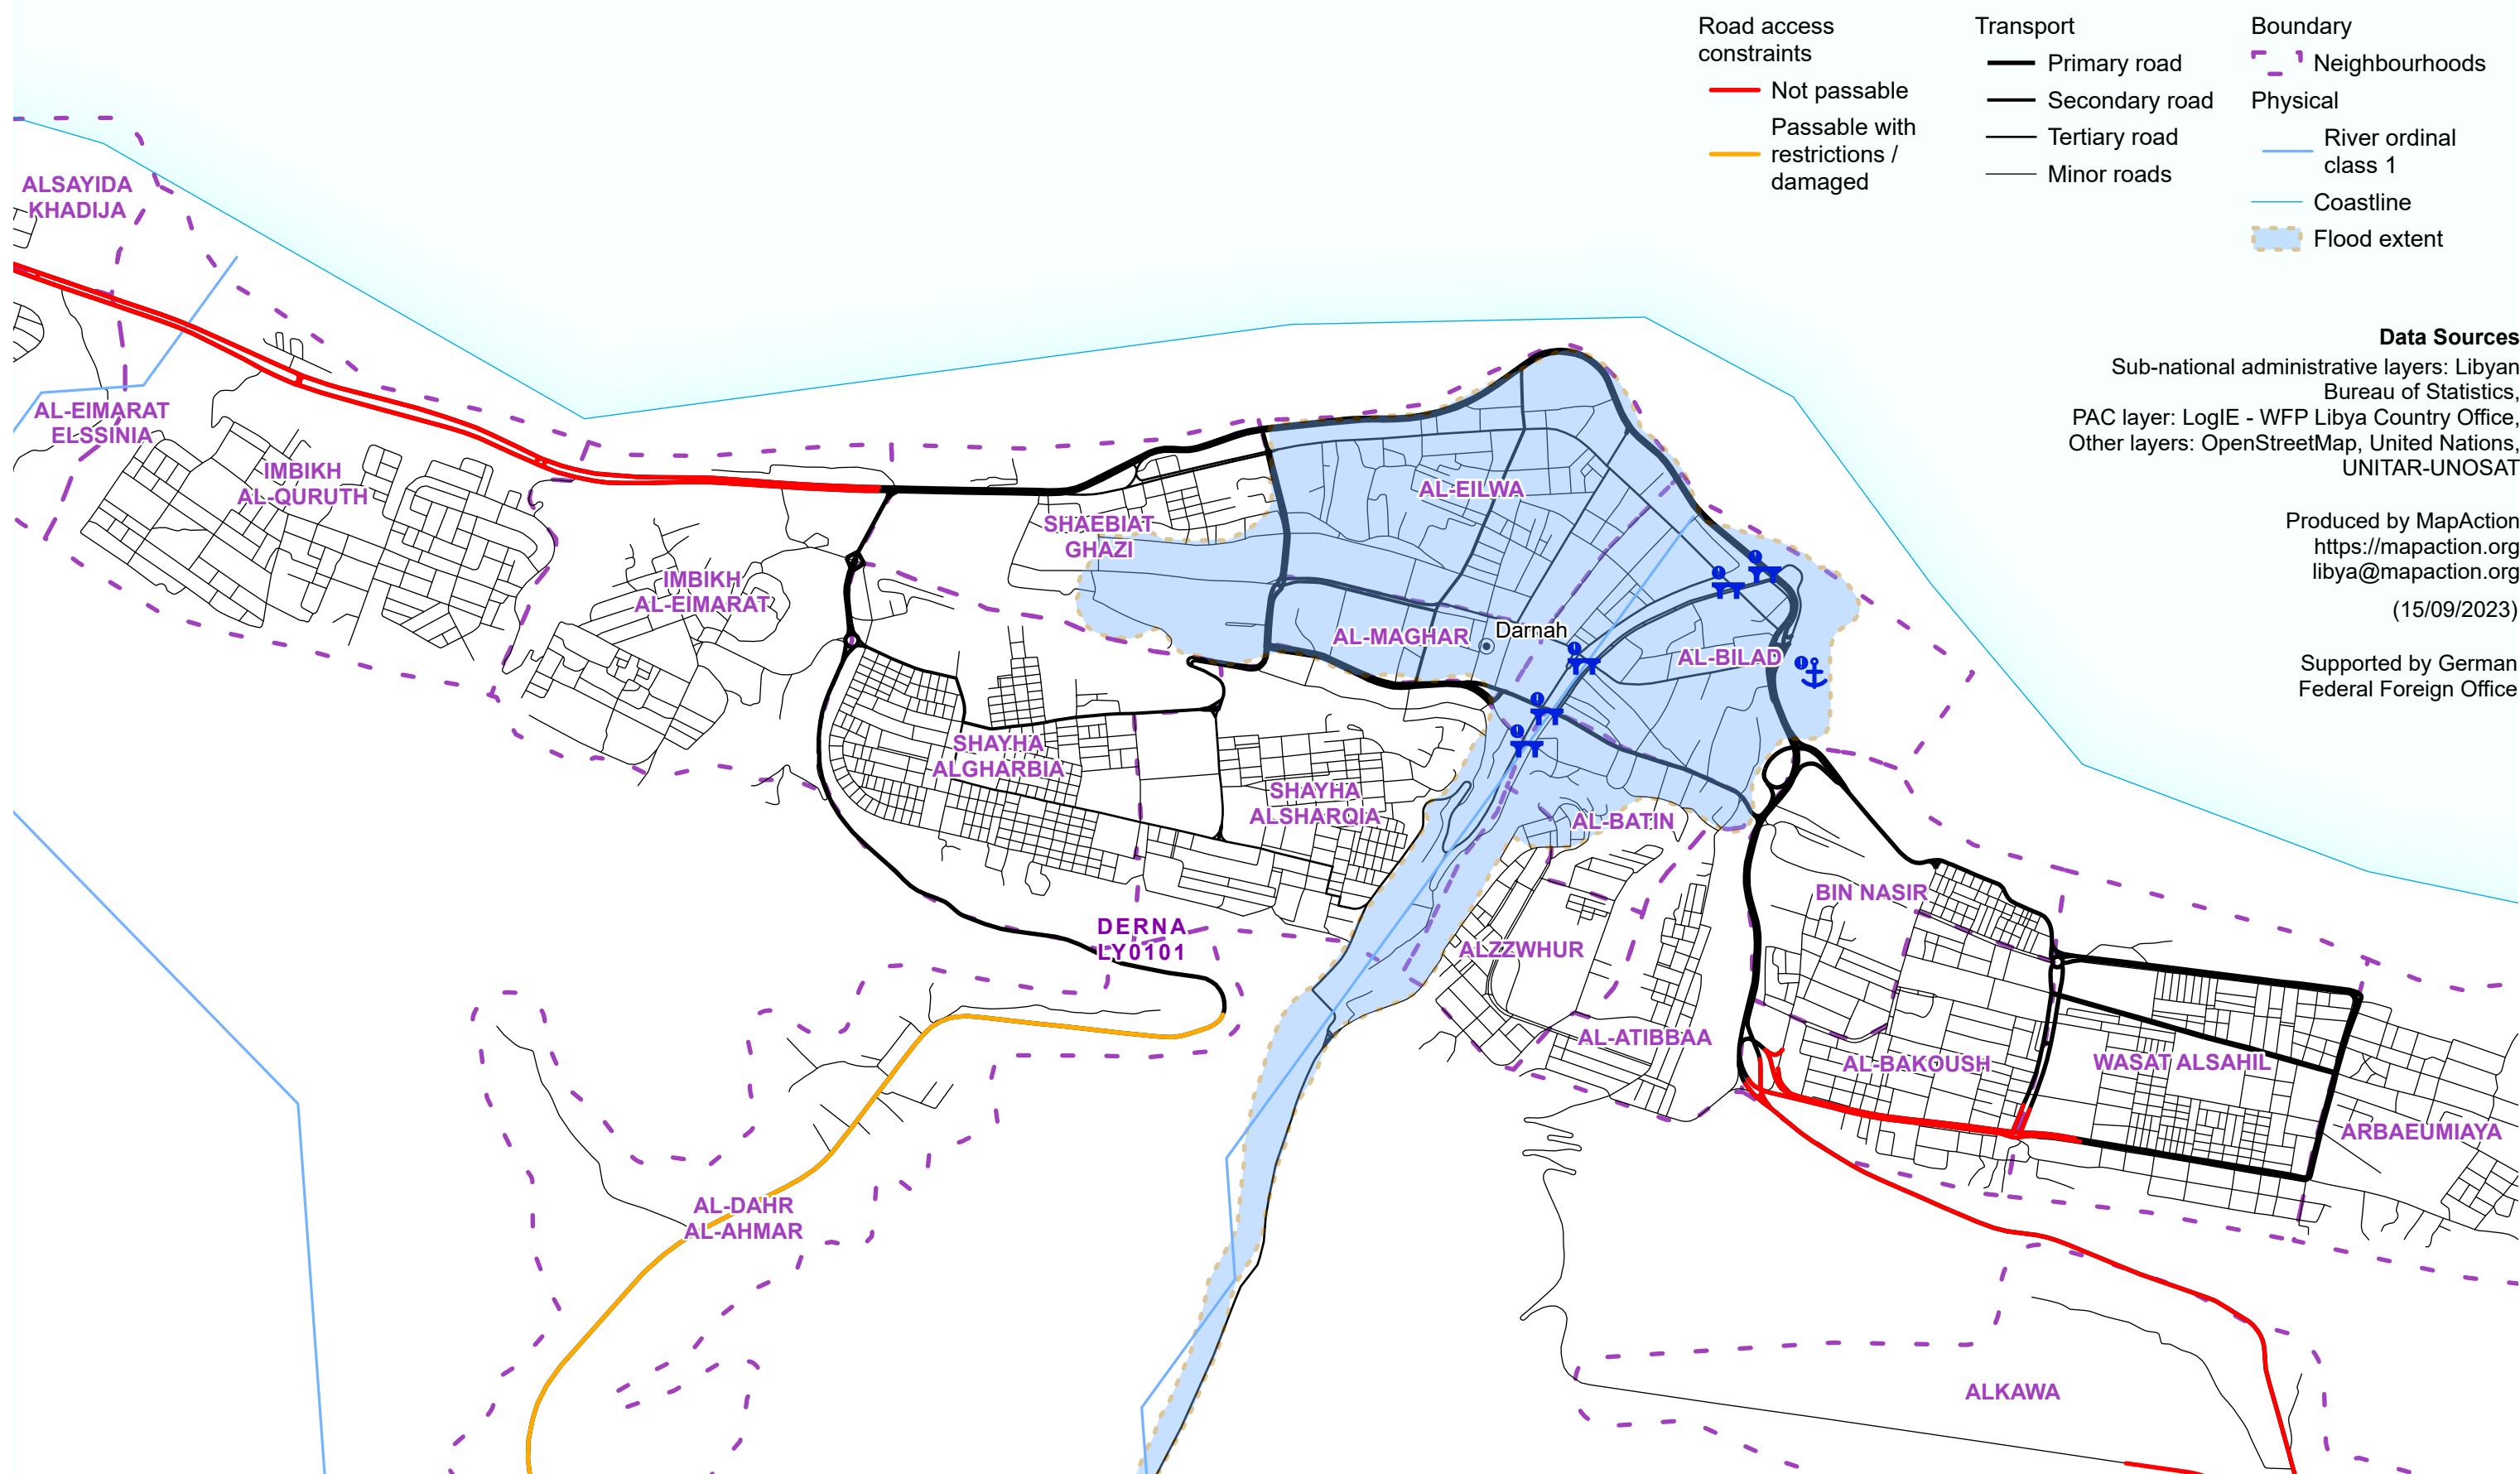 Road access
constraints
Not passable
Passable with
restrictions /
damaged
Transport
Primary road
Secondary road
Tertiary road
Minor roads
Boundary
Neighbourhoods
Physical
River ordinal
class 1
Coastline
Flood extent
Data Sources
Sub-national administrative layers: Libyan
Bureau of Statistics,
PAC layer: LogIE - WFP Libya Country Office,
Other layers: OpenStreetMap, United Nations,
UNITAR-UNOSAT
Produced by MapAction
https://mapaction.org
libya@mapaction.org
(15/09/2023)
Supported by German
Federal Foreign Office
ALSAYIDA
KHADIJA
AL-EIMARAT
ELSSINIA
IMBIKH
AL-QURUTH
IMBIKH
AL-EIMARAT
SHAEBIAT
GHAZI
AL-EILWA
AL-MAGHAR
Darnah
AL-BILAD
SHAYHA
ALGHARBIA
SHAYHA
ALSHARQIA
AL-BATIN
BIN NASIR
DERNA
LY0101
ALZZWHUR
AL-ATIBBAA
AL-BAKOUSH
WASAT ALSAHIL
ARBAEUMIAYA
AL-DAHR
AL-AHMAR
ALKAWA